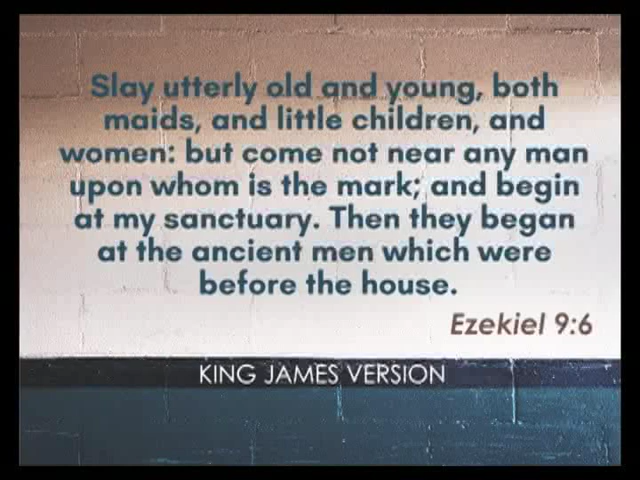 Slay utterly old and young, both
maids, and little children, and
women: but come not near any man
upon whom is the mark; and begin
at my sanctuary. Then they began
at the ancient men which were
before the house.
Ezekiel 9:6
KING JAMES VERSION